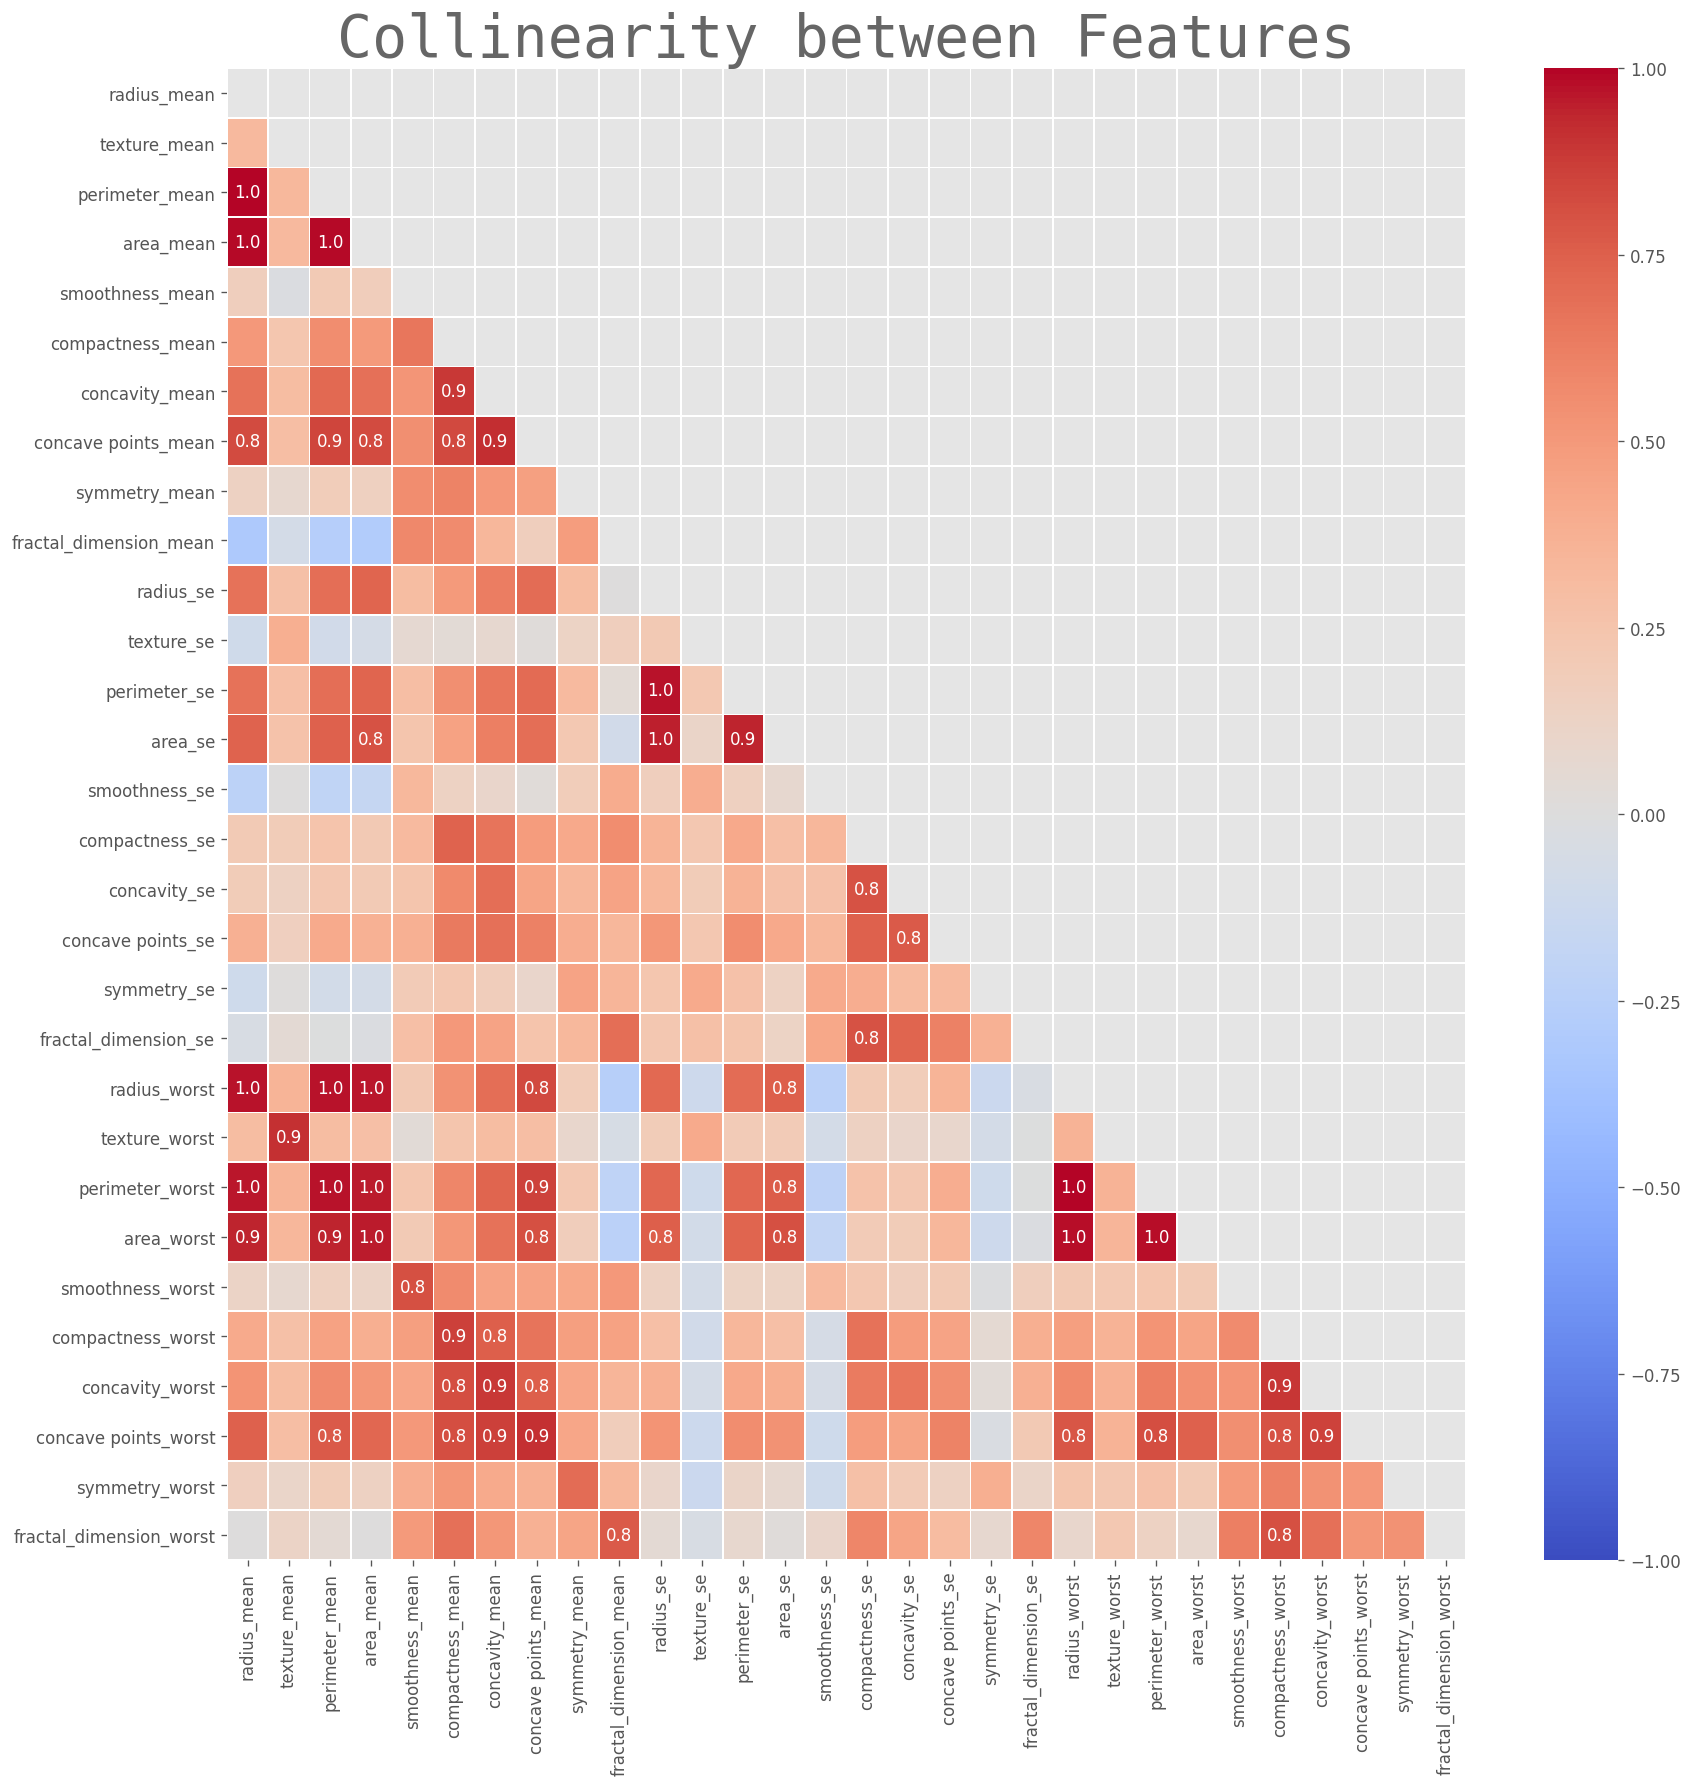 Collinearity between Features
radius_mean
texture_mean
perimeter_mean 1.0
area_mean 1.0 1.0
smoothness_mean
compactness_mean
concavity_mean 0.9
concave points_mean 0.8 0.9 0.8 0.8 0.9
symmetry_mean
fractal_dimension_mean
radius_se
texture_se
perimeter_se 1.0
area_se 0.8 1.0 0.9
smoothness_se
compactness_se
concavity_se 0.8
concave points_se 0.8
symmetry_se
fractal_dimension_se 0.8
radius_worst 1.0 1.0 1.0 0.8 0.8
texture_worst 0.9
perimeter_worst 1.0 1.0 1.0 0.9 0.8 1.0
area_worst 0.9 0.9 1.0 0.8 0.8 0.8 1.0 1.0
smoothness_worst 0.8
compactness_worst 0.9 0.8
concavity_worst 0.8 0.9 0.8 0.9
concave points_worst 0.8 0.8 0.9 0.9 0.8 0.8 0.8 0.9
symmetry_worst
fractal_dimension_worst 0.8 0.8
radius_mean
texture_mean
perimeter_mean
area_mean
smoothness_mean
compactness_mean
concavity_mean
concave points_mean
symmetry_mean
fractal_dimension_mean
radius_se
texture_se
perimeter_se
area_se
smoothness_se
compactness_se
concavity_se
concave points_se
symmetry_se
fractal_dimension_se
radius_worst
texture_worst
perimeter_worst
area_worst
smoothness_worst
compactness_worst
concavity_worst
concave points_worst
symmetry_worst
fractal_dimension_worst
1.00
0.75
0.50
0.25
0.00
−0.25
−0.50
−0.75
−1.00